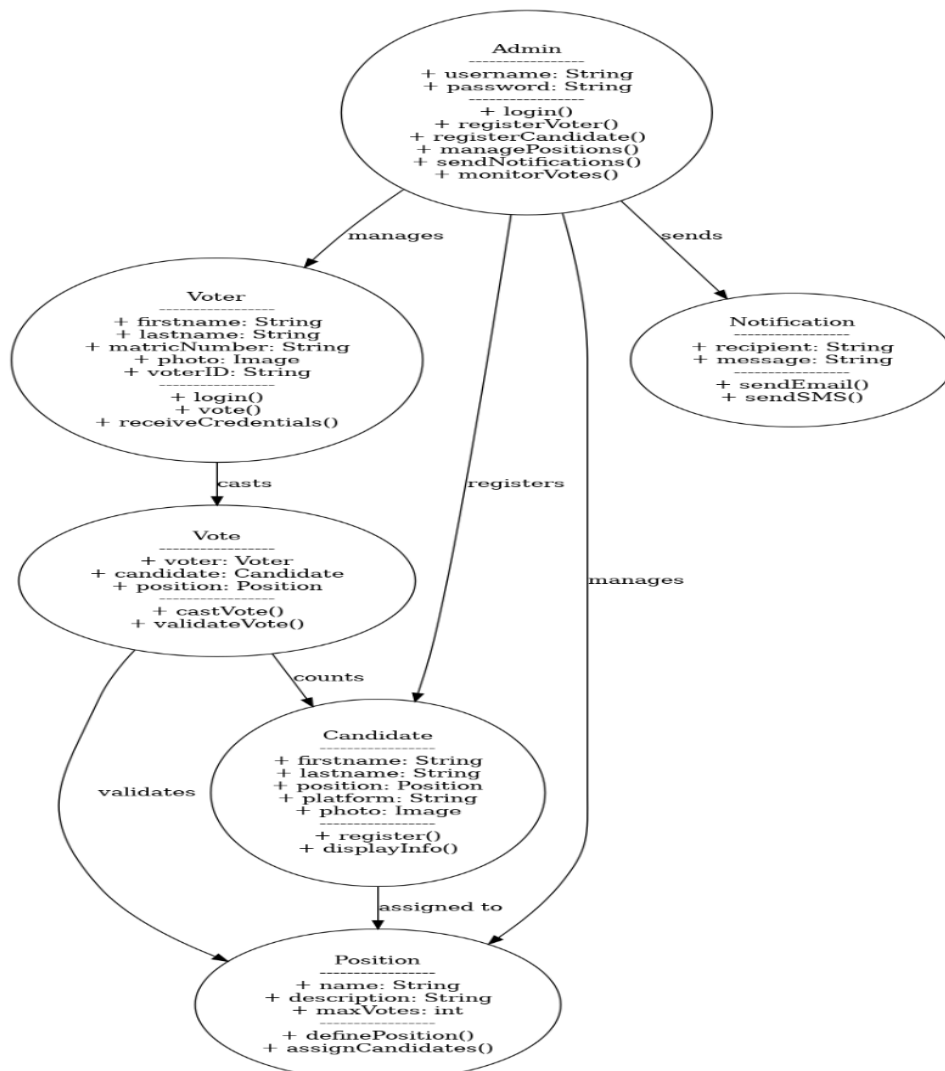 Admin
-----------------
+ username: String
+ password: String
-----------------
+ login()
+ registerVoter()
+ registerCandidate()
+ managePositions()
+ sendNotifications()
+ monitorVotes()
manages
sends
Voter
-----------------
+ firstname: String
+ lastname: String
+ matricNumber: String
+ photo: Image
+ voterID: String
-----------------
+ login()
+ vote()
+ receiveCredentials()
Notification
-----------------
+ recipient: String
+ message: String
-----------------
+ sendEmail()
+ sendSMS()
casts
registers
Vote
-----------------
+ voter: Voter
+ candidate: Candidate
+ position: Position
-----------------
+ castVote()
+ validateVote()
manages
counts
validates
Candidate
-----------------
+ firstname: String
+ lastname: String
+ position: Position
+ platform: String
+ photo: Image
-----------------
+ register()
+ displayInfo()
assigned to
Position
-----------------
+ name: String
+ description: String
+ maxVotes: int
-----------------
+ definePosition()
+ assignCandidates()